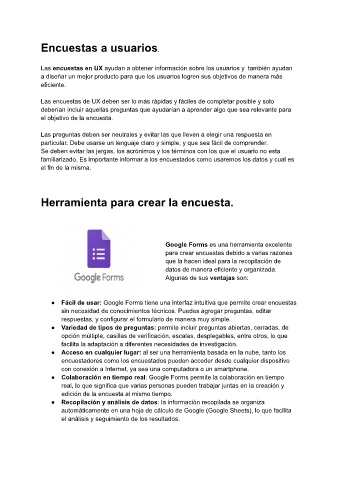 Encuestas a usuarios.
Las encuestas en UX ayudan a obtener información sobre los usuarios y también ayudan
a diseñar un mejor producto para que los usuarios logren sus objetivos de manera más
eficiente.
Las encuestas de UX deben ser lo más rápidas y fáciles de completar posible y solo
deberían incluir aquellas preguntas que ayudarían a aprender algo que sea relevante para
el objetivo de la encuesta.
Las preguntas deben ser neutrales y evitar las que lleven a elegir una respuesta en
particular. Debe usarse un lenguaje claro y simple, y que sea fácil de comprender.
Se deben evitar las jergas, los acrónimos y los términos con los que el usuario no esta
familiarizado. Es importante informar a los encuestados como usaremos los datos y cual es
el fin de la misma.
Herramienta para crear la encuesta.
Google Forms
Google Forms es una herramienta excelente
para crear encuestas debido a varias razones
que la hacen ideal para la recopilación de
datos de manera eficiente y organizada.
Algunas de sus ventajas son:
● Fácil de usar: Google Forms tiene una interfaz intuitiva que permite crear encuestas
sin necesidad de conocimientos técnicos. Puedes agregar preguntas, editar
respuestas, y configurar el formulario de manera muy simple.
● Variedad de tipos de preguntas: permite incluir preguntas abiertas, cerradas, de
opción múltiple, casillas de verificación, escalas, desplegables, entre otros, lo que
facilita la adaptación a diferentes necesidades de investigación.
● Acceso en cualquier lugar: al ser una herramienta basada en la nube, tanto los
encuestadores como los encuestados pueden acceder desde cualquier dispositivo
con conexión a Internet, ya sea una computadora o un smartphone.
● Colaboración en tiempo real: Google Forms permite la colaboración en tiempo
real, lo que significa que varias personas pueden trabajar juntas en la creación y
edición de la encuesta al mismo tiempo.
● Recopilación y análisis de datos: la información recopilada se organiza
automáticamente en una hoja de cálculo de Google (Google Sheets), lo que facilita
el análisis y seguimiento de los resultados.